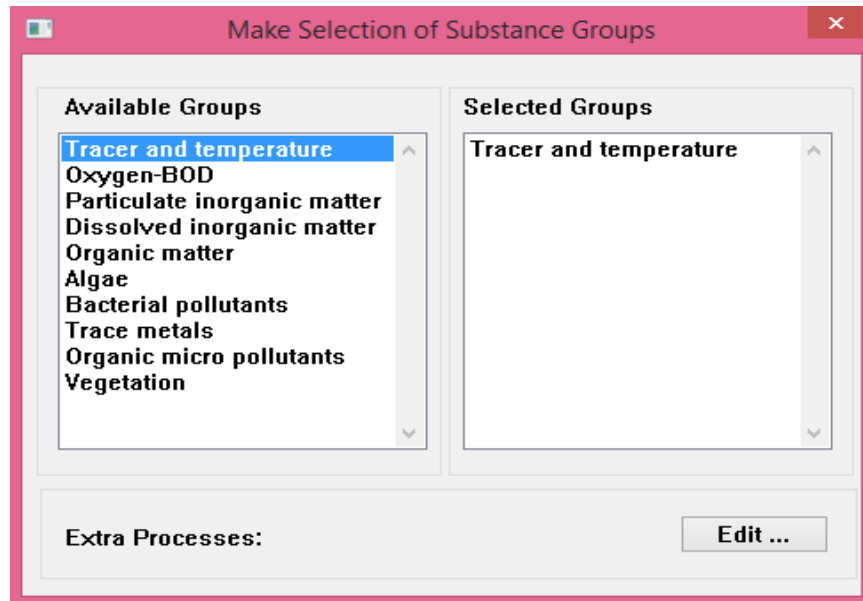 Make Selection of Substance Groups
Available Groups
Tracer and temperature
Oxygen-BOD
Particulate inorganic matter
Dissolved inorganic matter
Organic matter
Algae
Bacterial pollutants
Trace metals
Organic micro pollutants
Vegetation
Selected Groups
Tracer and temperature
Extra Processes:
Edit ...